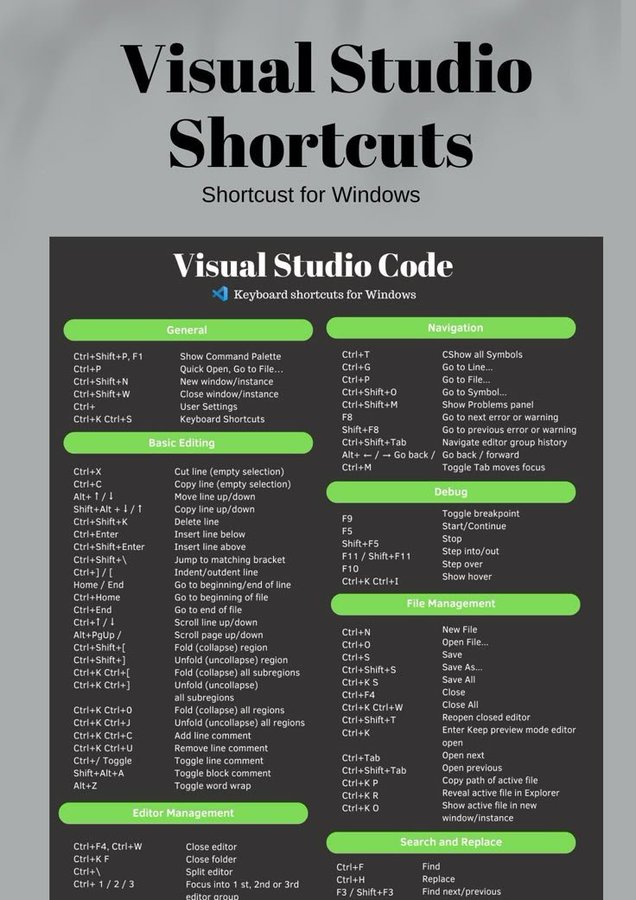 Visual Studio
Shortcuts
Shortcust for Windows
Visual Studio Code
Keyboard shortcuts for Windows
General
Ctrl+Shift+P, F1 Show Command Palette
Ctrl+P Quick Open, Go to File...
Ctrl+Shift+N New window/instance
Ctrl+Shift+W Close window/instance
Ctrl+ User Settings
Ctrl+K Ctrl+S Keyboard Shortcuts
Basic Editing
Ctrl+X Cut line (empty selection)
Ctrl+C Copy line (empty selection)
Alt+ ↑ / ↓ Move line up/down
Shift+Alt + ↓ / ↑ Copy line up/down
Ctrl+Shift+K Delete line
Ctrl+Enter Insert line below
Ctrl+Shift+Enter Insert line above
Ctrl+Shift+\ Jump to matching bracket
Ctrl+] / [ Indent/outdent line
Home / End Go to beginning/end of line
Ctrl+Home Go to beginning of file
Ctrl+End Go to end of file
Ctrl+↑ / ↓ Scroll line up/down
Alt+PgUp / Scroll page up/down
Ctrl+Shift+[ Fold (collapse) region
Ctrl+Shift+] Unfold (uncollapse) region
Ctrl+K Ctrl+[ Fold (collapse) all subregions
Ctrl+K Ctrl+] Unfold (uncollapse)
all subregions
Ctrl+K Ctrl+0 Fold (collapse) all regions
Ctrl+K Ctrl+J Unfold (uncollapse) all regions
Ctrl+K Ctrl+C Add line comment
Ctrl+K Ctrl+U Remove line comment
Ctrl+/ Toggle Toggle line comment
Shift+Alt+A Toggle block comment
Alt+Z Toggle word wrap
Editor Management
Ctrl+F4, Ctrl+W Close editor
Ctrl+K F Close folder
Ctrl+\ Split editor
Ctrl+ 1 / 2 / 3 Focus into 1 st, 2nd or 3rd
editor group
Navigation
Ctrl+T CShow all Symbols
Ctrl+G Go to Line...
Ctrl+P Go to File...
Ctrl+Shift+O Go to Symbol...
Ctrl+Shift+M Show Problems panel
F8 Go to next error or warning
Shift+F8 Go to previous error or warning
Ctrl+Shift+Tab Navigate editor group history
Alt+ ← / → Go back / Go back / forward
Ctrl+M Toggle Tab moves focus
Debug
F9 Toggle breakpoint
F5 Start/Continue
Shift+F5 Stop
F11 / Shift+F11 Step into/out
F10 Step over
Ctrl+K Ctrl+I Show hover
File Management
Ctrl+N New File
Ctrl+O Open File...
Ctrl+S Save
Ctrl+Shift+S Save As...
Ctrl+K S Save All
Ctrl+F4 Close
Ctrl+K Ctrl+W Close All
Ctrl+Shift+T Reopen closed editor
Ctrl+K Enter Keep preview mode editor
open
Ctrl+Tab Open next
Ctrl+Shift+Tab Open previous
Ctrl+K P Copy path of active file
Ctrl+K R Reveal active file in Explorer
Ctrl+K O Show active file in new
window/instance
Search and Replace
Ctrl+F Find
Ctrl+H Replace
F3 / Shift+F3 Find next/previous